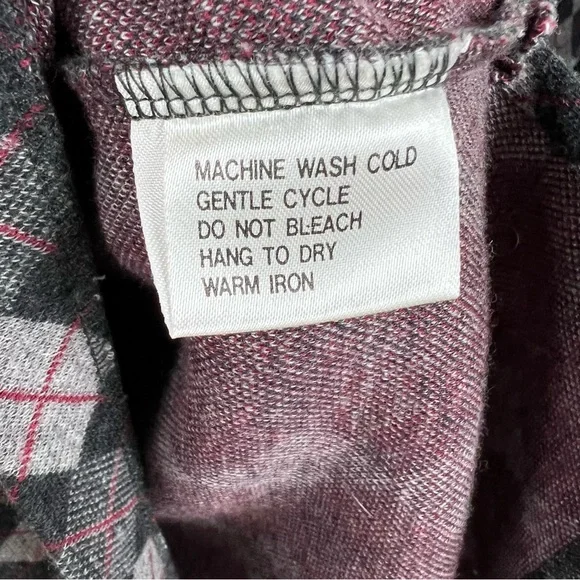 MACHINE WASH COLD
GENTLE CYCLE
DO NOT BLEACH
HANG TO DRY
WARM IRON